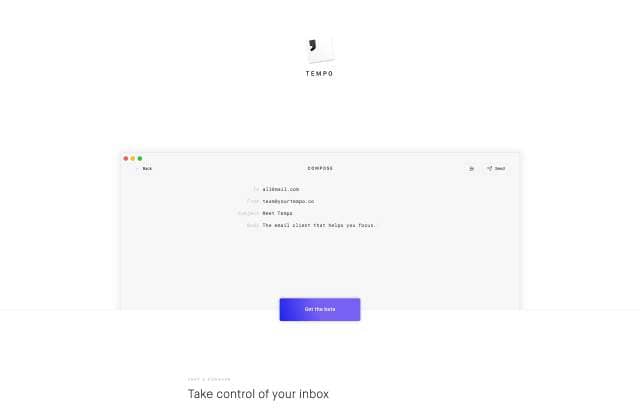 TEMPO
Back
COMPOSE
Send
To all@email.com
From team@yourtempo.co
Subject Meet Tempo
Body The email client that helps you focus.
Get the beta
Take control of your inbox